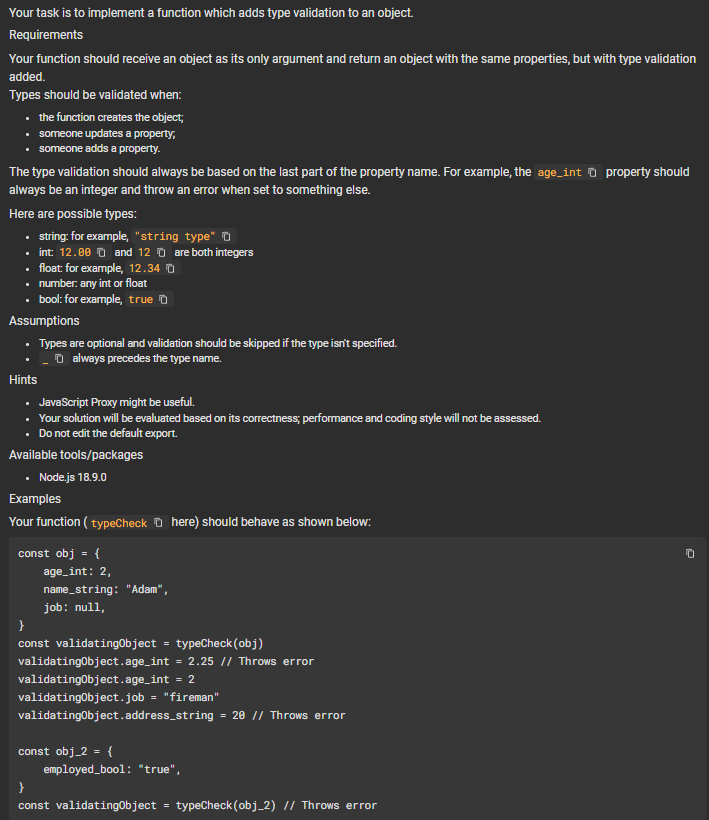 Your task is to implement a function which adds type validation to an object.
Requirements
Your function should receive an object as its only argument and return an object with the same properties, but with type validation
added.
Types should be validated when:
• the function creates the object;
• someone updates a property;
• someone adds a property.
The type validation should always be based on the last part of the property name. For example, the age_int property should
always be an integer and throw an error when set to something else.
Here are possible types:
• string: for example, "string type"
• int: 12.00 and 12 are both integers
• float: for example, 12.34
• number: any int or float
• bool: for example, true
Assumptions
• Types are optional and validation should be skipped if the type isn't specified.
• _ always precedes the type name.
Hints
• JavaScript Proxy might be useful.
• Your solution will be evaluated based on its correctness; performance and coding style will not be assessed.
• Do not edit the default export.
Available tools/packages
• Node.js 18.9.0
Examples
Your function ( typeCheck here) should behave as shown below:
const obj = {
    age_int: 2,
    name_string: "Adam",
    job: null,
}
const validatingObject = typeCheck(obj)
validatingObject.age_int = 2.25 // Throws error
validatingObject.age_int = 2
validatingObject.job = "fireman"
validatingObject.address_string = 20 // Throws error

const obj_2 = {
    employed_bool: "true",
}
const validatingObject = typeCheck(obj_2) // Throws error